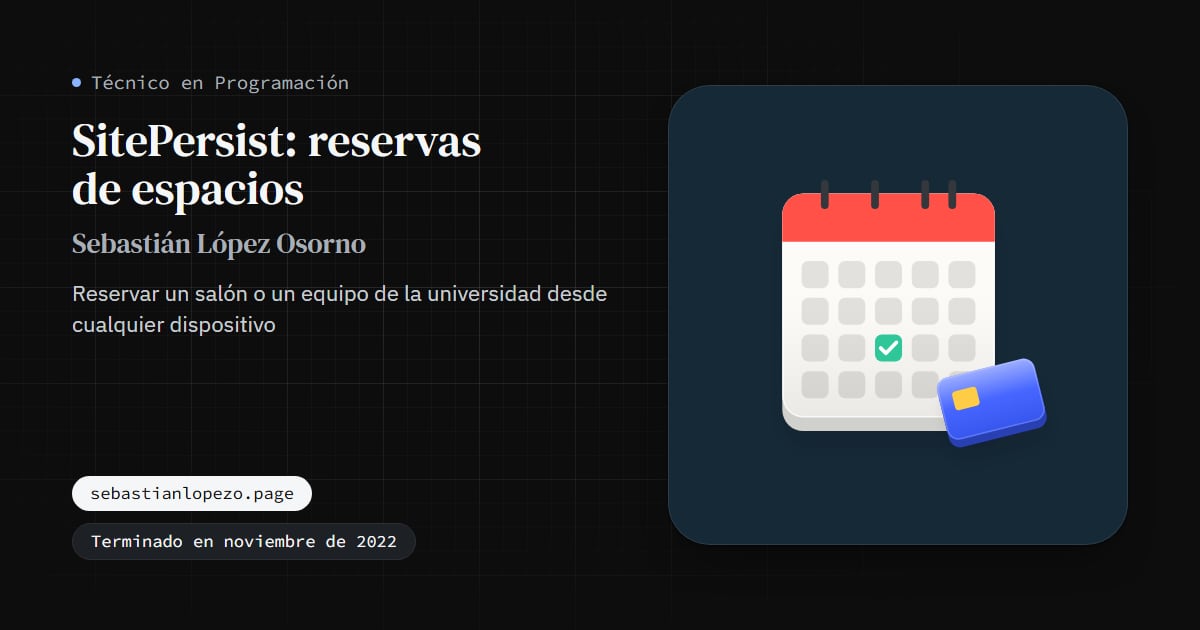 Técnico en Programación
SitePersist: reservas
de espacios
Sebastián López Osorno
Reservar un salón o un equipo de la universidad desde
cualquier dispositivo
sebastianlopezo.page
Terminado en noviembre de 2022